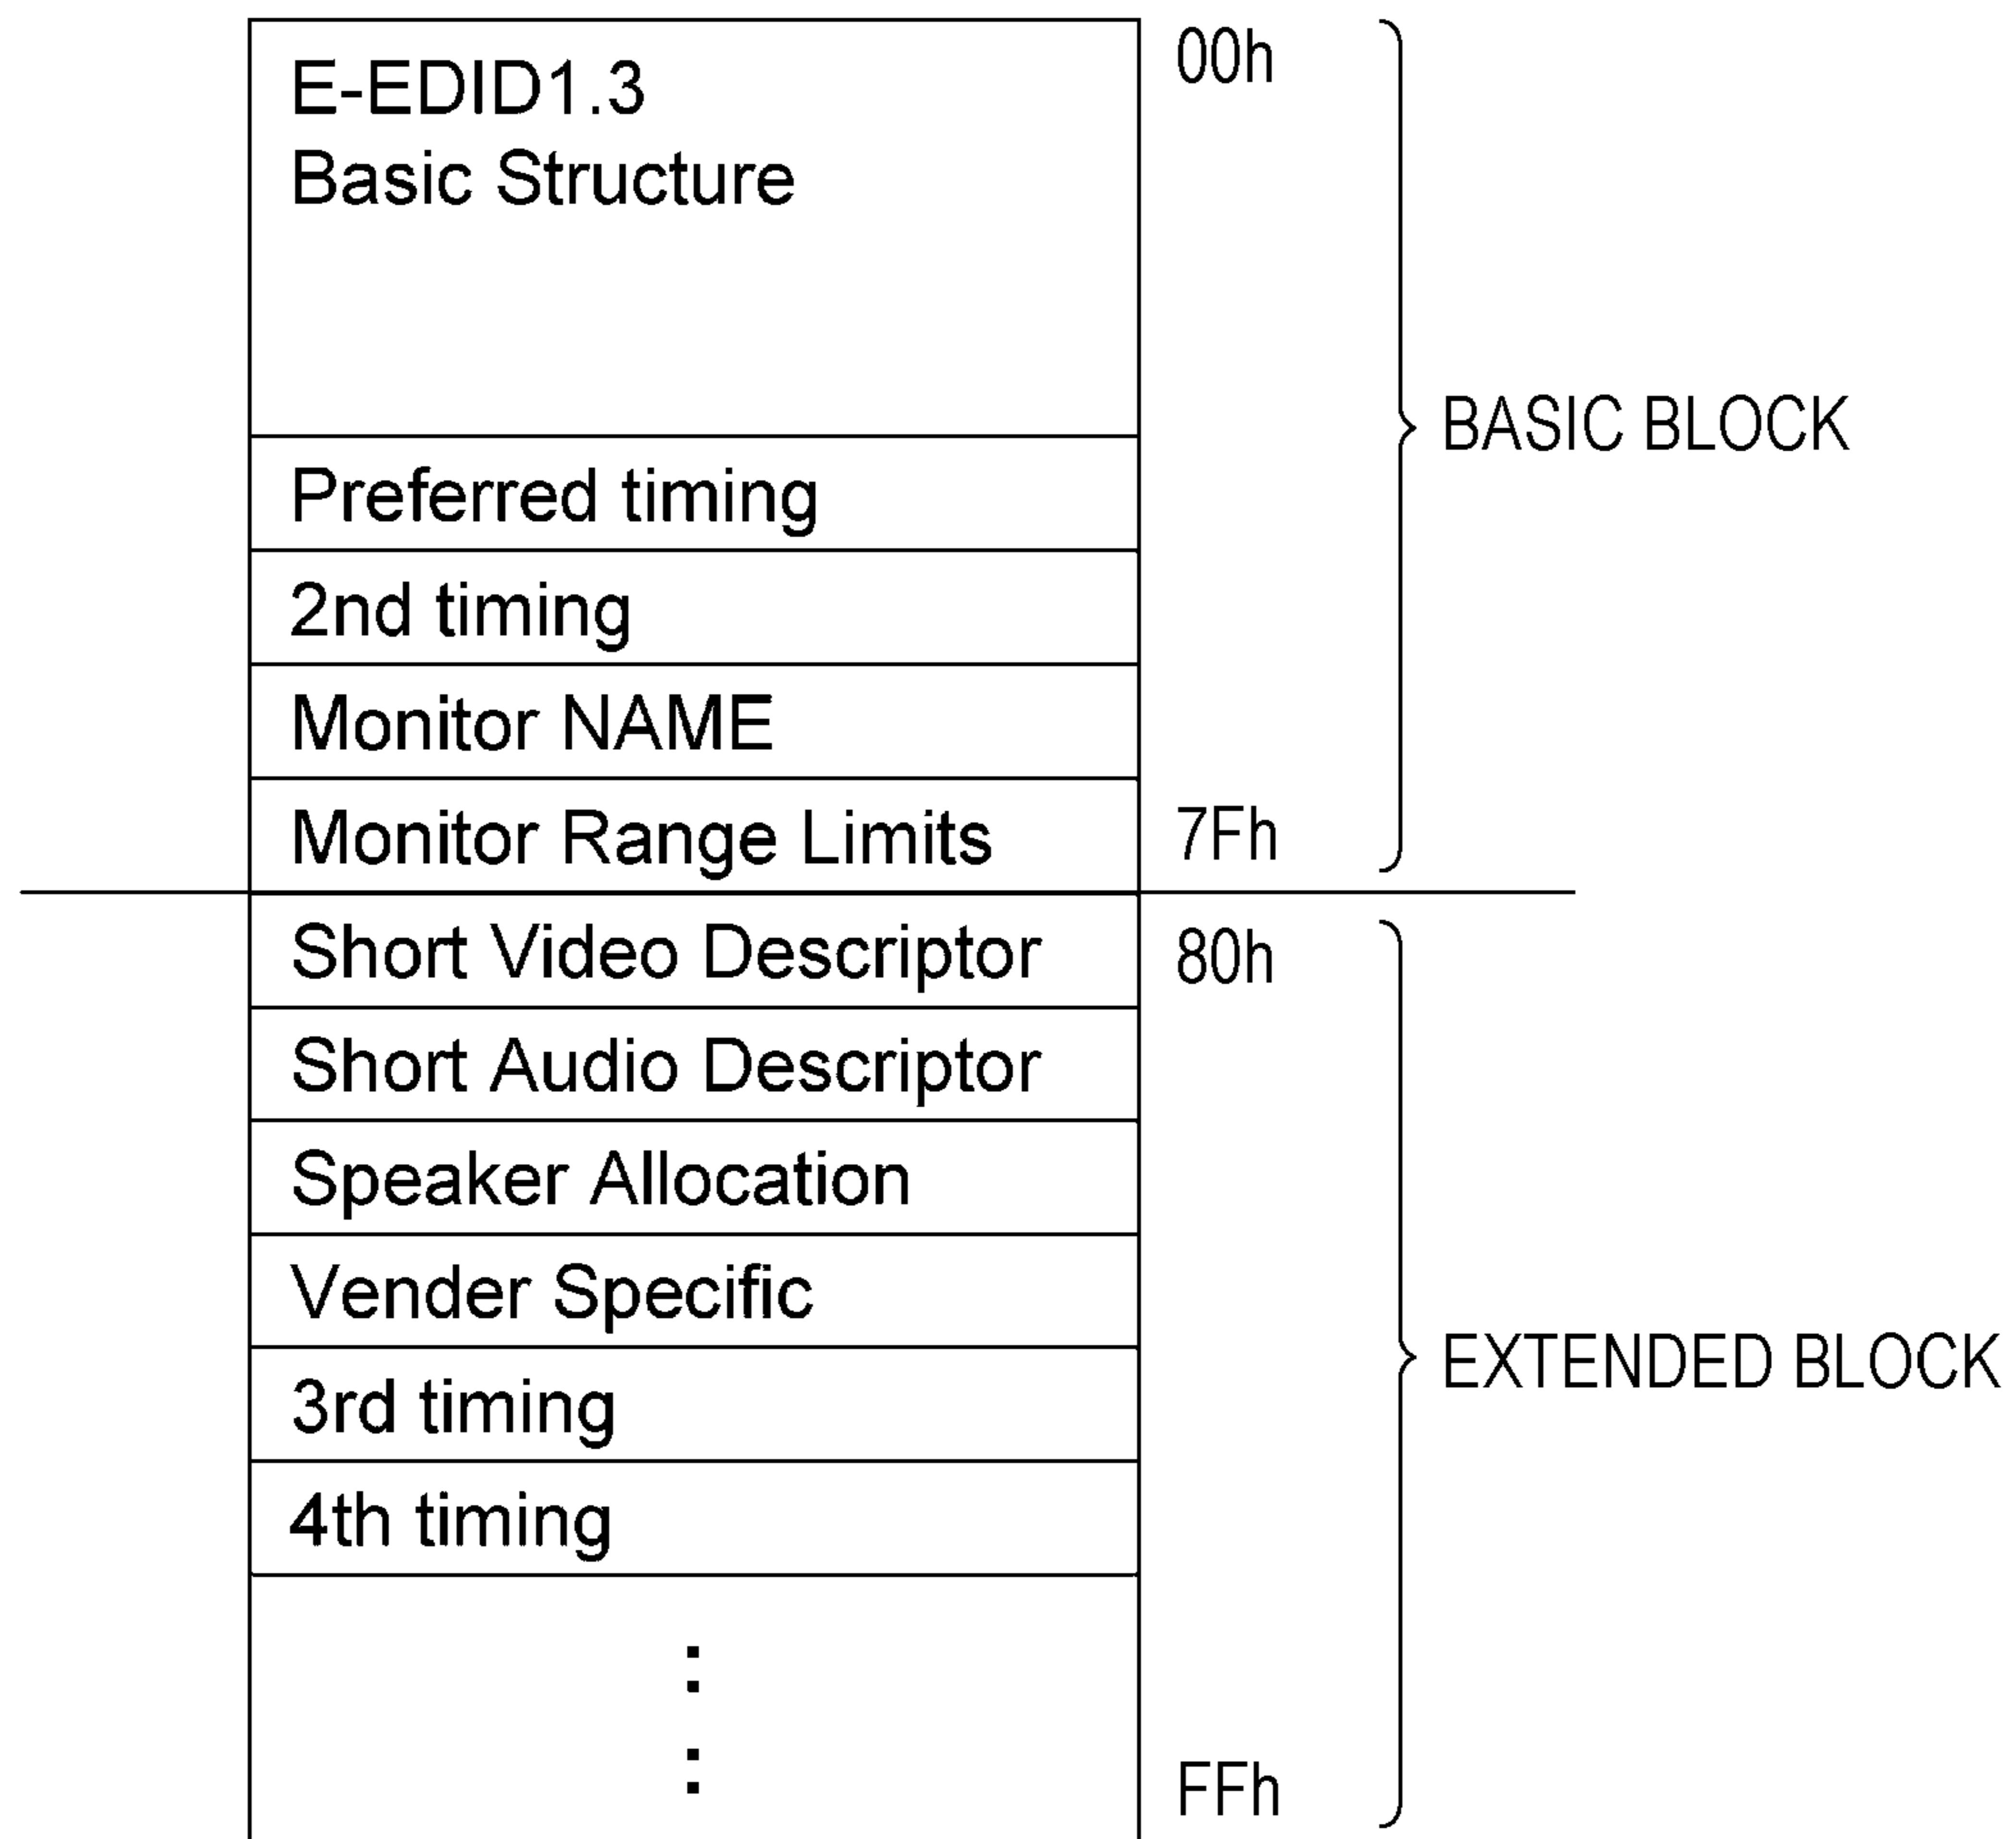 E-EDID1.3
Basic Structure
00h
BASIC BLOCK
Preferred timing
2nd timing
Monitor NAME
Monitor Range Limits
7Fh
Short Video Descriptor
80h
Short Audio Descriptor
Speaker Allocation
Vender Specific
3rd timing
EXTENDED BLOCK
4th timing
:
:
FFh